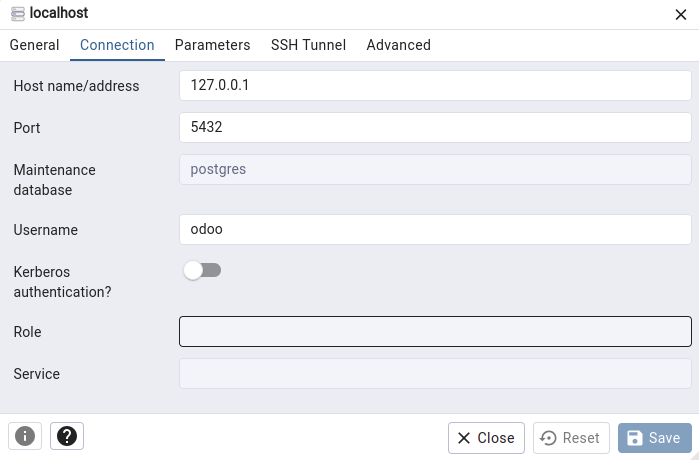 localhost
General Connection Parameters SSH Tunnel Advanced
Host name/address 127.0.0.1
Port 5432
Maintenance database postgres
Username odoo
Kerberos authentication?
Role
Service
Close Reset Save